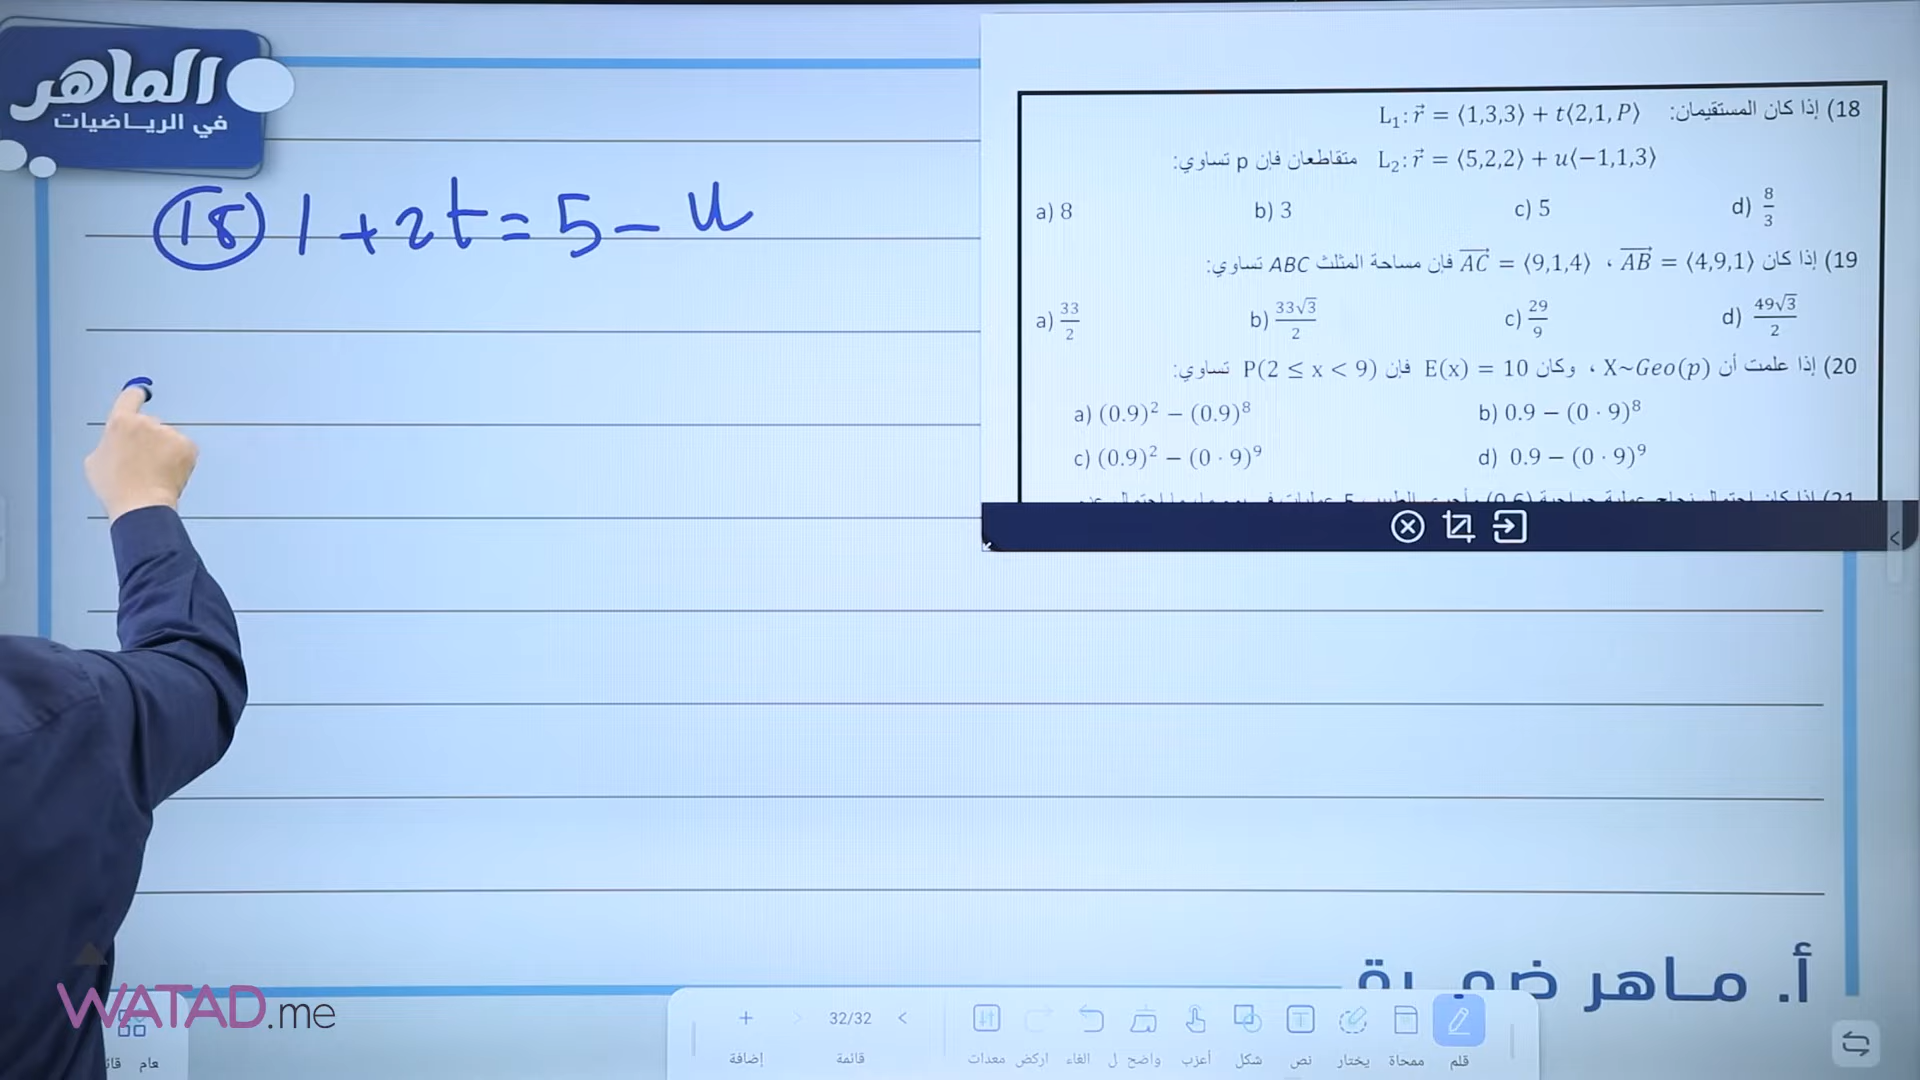 الماهر
في الرياضيات
18 1 + 2t = 5 - u
18) إذا كان المستقيمان: L₁: r⃗ = ⟨1,3,3⟩ + t⟨2,1, P⟩
L₂: r⃗ = ⟨5,2,2⟩ + u⟨−1,1,3⟩ متقاطعان فإن p تساوي:
a) 8 b) 3 c) 5 d) 8/3
19) إذا كان AB⃗ = ⟨4,9,1⟩ ، AC⃗ = ⟨9,1,4⟩ فإن مساحة المثلث ABC تساوي:
a) 33/2 b) 33√3/2 c) 29/9 d) 49√3/2
20) إذا علمت أن X~Geo(p) ، وكان E(x) = 10 فإن P(2 ≤ x < 9) تساوي:
a) (0.9)² − (0.9)⁸ b) 0.9 − (0 · 9)⁸
c) (0.9)² − (0 · 9)⁹ d) 0.9 − (0 · 9)⁹
أ. ماهر ضمرة
WATAD.me
عام
+ 32/32
إضافة قائمة معدات اركض الغاء واضح ل أعزب شكل نص يختار ممحاة قلم